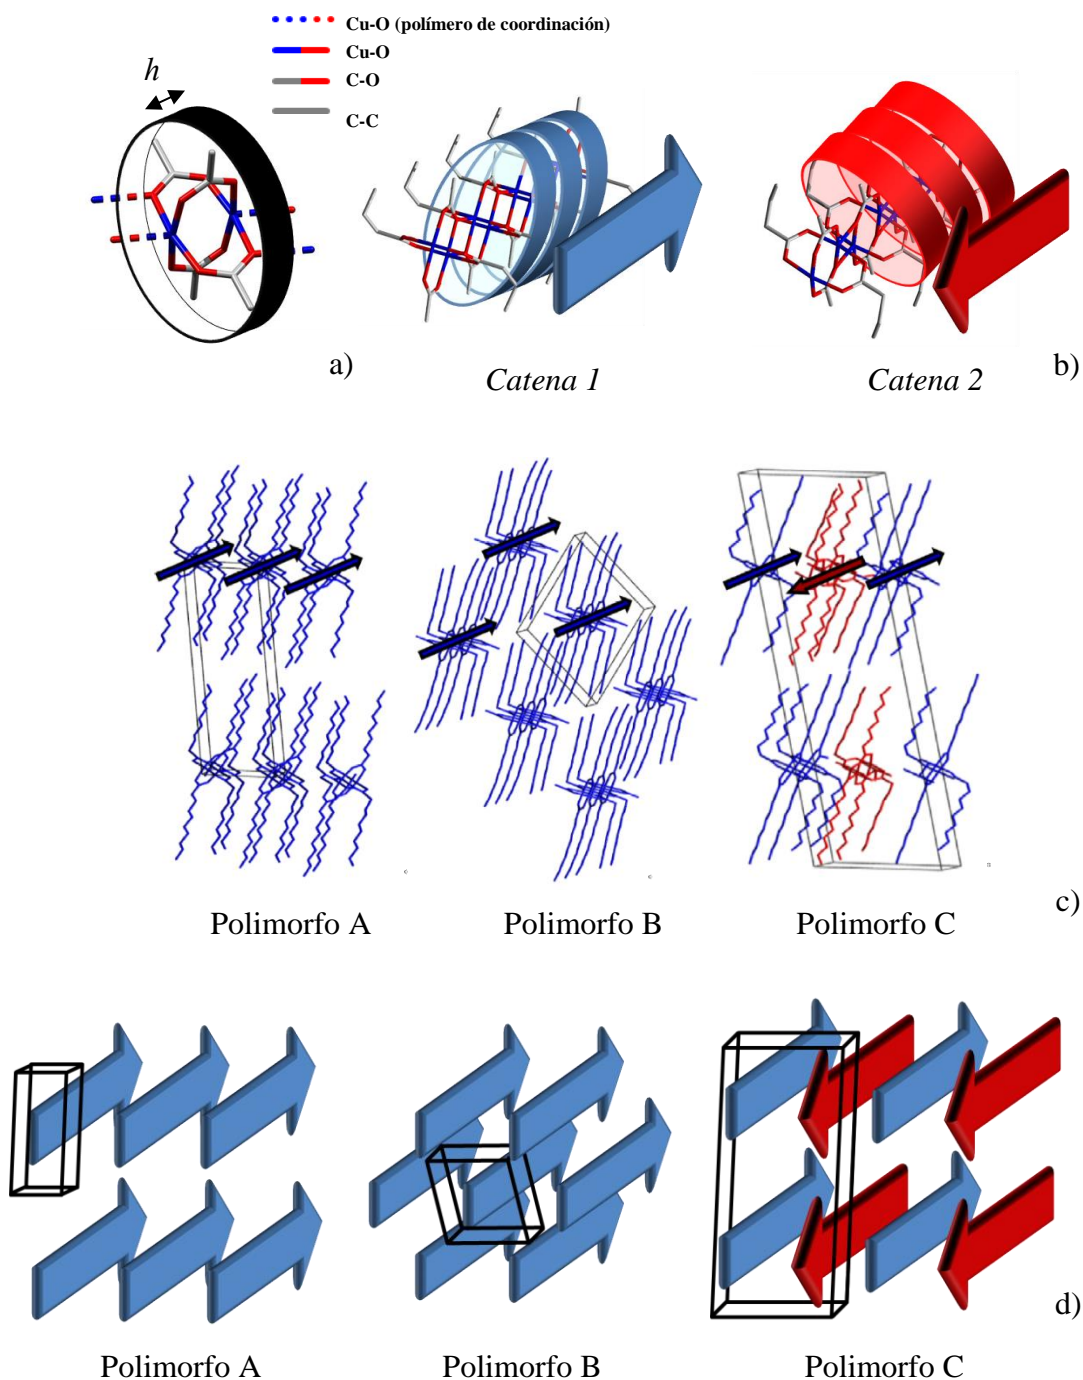 Cu-O (polímero de coordinación)
Cu-O
C-O
C-C
h
a)
Catena 1
Catena 2
b)
Polimorfo A
Polimorfo B
Polimorfo C
c)
d)
Polimorfo A
Polimorfo B
Polimorfo C